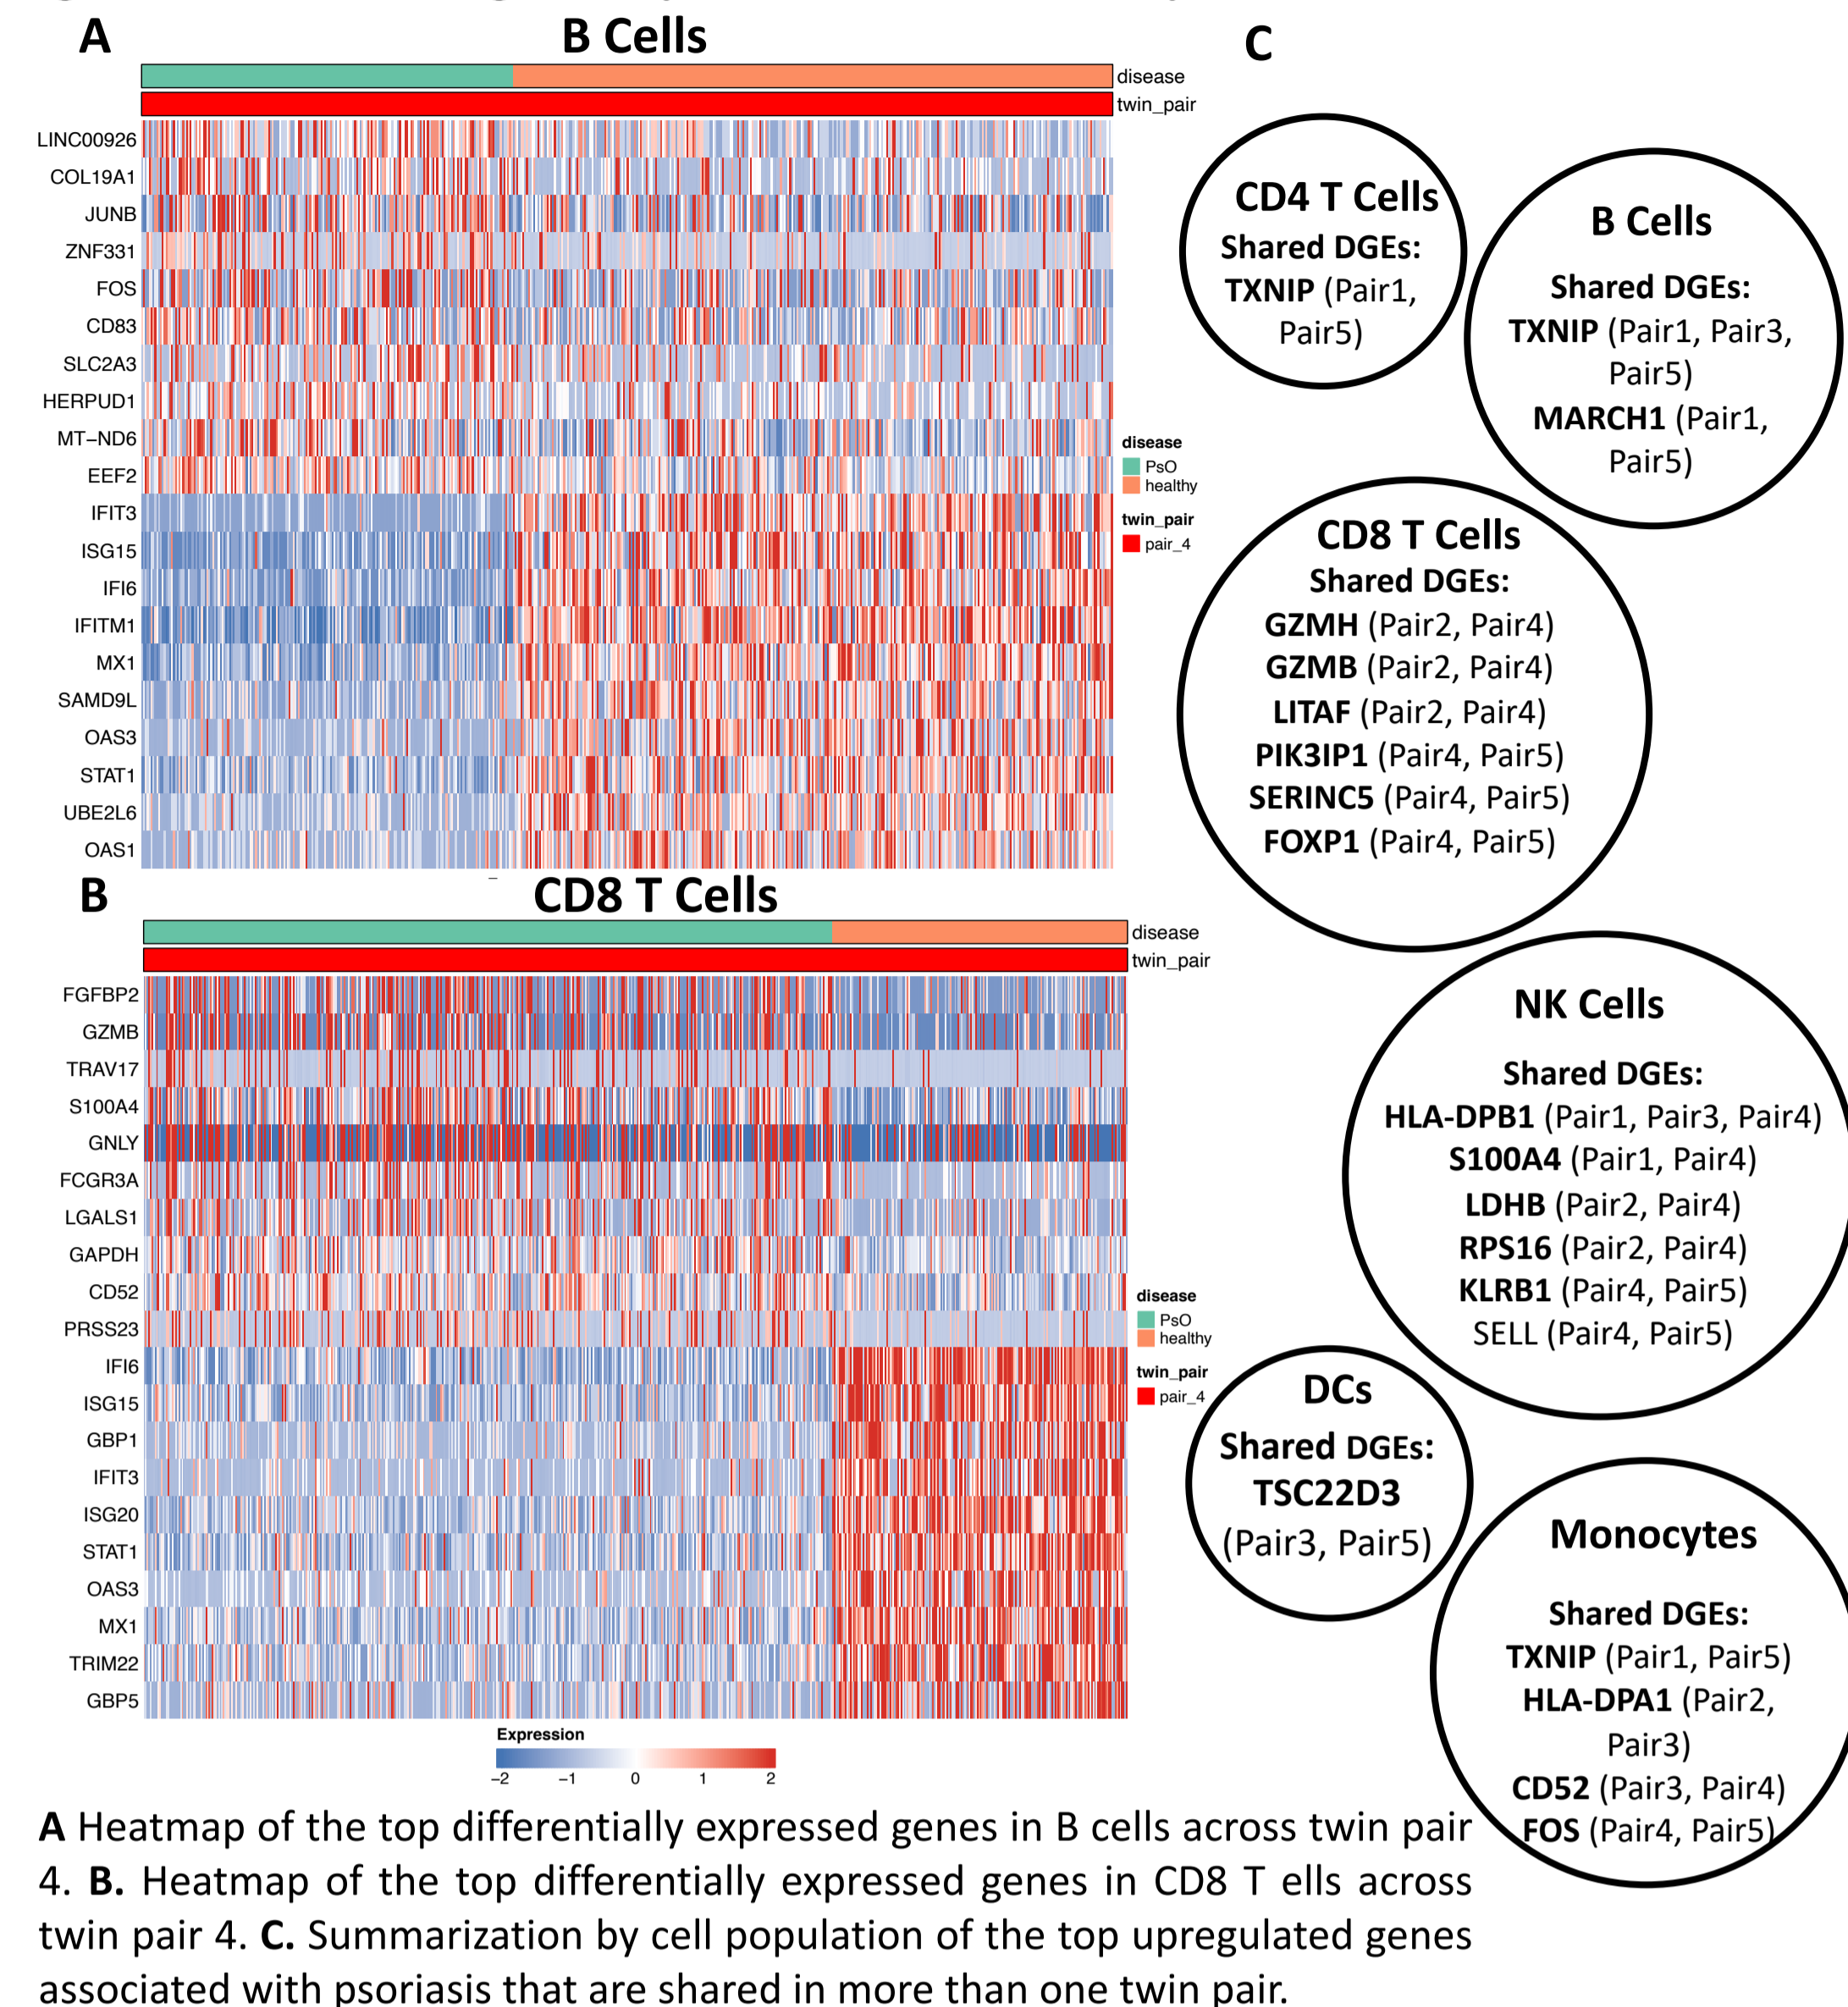 A
B Cells
disease
twin_pair
LINC00926
COL19A1
JUNB
ZNF331
FOS
CD83
SLC2A3
HERPUD1
MT−ND6
EEF2
IFIT3
ISG15
IFI6
IFITM1
MX1
SAMD9L
OAS3
STAT1
UBE2L6
OAS1
disease
PsO
healthy
twin_pair
pair_4
B
CD8 T Cells
disease
twin_pair
FGFBP2
GZMB
TRAV17
S100A4
GNLY
FCGR3A
LGALS1
GAPDH
CD52
PRSS23
IFI6
ISG15
GBP1
IFIT3
ISG20
STAT1
OAS3
MX1
TRIM22
GBP5
disease
PsO
healthy
twin_pair
pair_4
Expression
−2 −1 0 1 2
C
CD4 T Cells
Shared DGEs:
TXNIP (Pair1,
Pair5)
B Cells
Shared DGEs:
TXNIP (Pair1, Pair3,
Pair5)
MARCH1 (Pair1,
Pair5)
CD8 T Cells
Shared DGEs:
GZMH (Pair2, Pair4)
GZMB (Pair2, Pair4)
LITAF (Pair2, Pair4)
PIK3IP1 (Pair4, Pair5)
SERINC5 (Pair4, Pair5)
FOXP1 (Pair4, Pair5)
NK Cells
Shared DGEs:
HLA-DPB1 (Pair1, Pair3, Pair4)
S100A4 (Pair1, Pair4)
LDHB (Pair2, Pair4)
RPS16 (Pair2, Pair4)
KLRB1 (Pair4, Pair5)
SELL (Pair4, Pair5)
DCs
Shared DGEs:
TSC22D3
(Pair3, Pair5)
Monocytes
Shared DGEs:
TXNIP (Pair1, Pair5)
HLA-DPA1 (Pair2,
Pair3)
CD52 (Pair3, Pair4)
FOS (Pair4, Pair5)
A Heatmap of the top differentially expressed genes in B cells across twin pair
4. B. Heatmap of the top differentially expressed genes in CD8 T ells across
twin pair 4. C. Summarization by cell population of the top upregulated genes
associated with psoriasis that are shared in more than one twin pair.